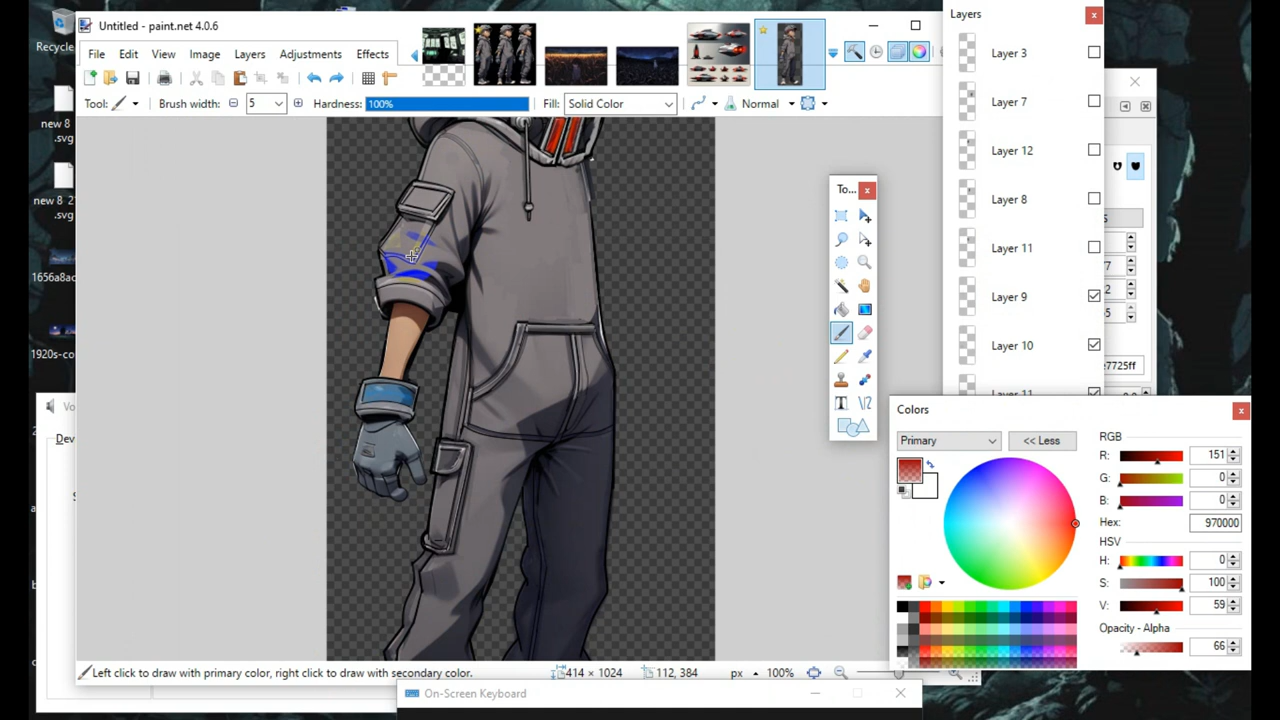 Recycle
new 8
.svg
new 8
.svg
1656a8ac
1920s-co
Untitled - paint.net 4.0.6
File Edit View Image Layers Adjustments Effects
Tool: Brush width: 5 Hardness: 100% Fill: Solid Color Normal
To...
Layers
Layer 3
Layer 7
Layer 12
Layer 8
Layer 11
Layer 9
Layer 10
Layer 11
7725ff
Colors
Primary << Less
RGB
R: 151
G: 0
B: 0
Hex: 970000
HSV
H: 0
S: 100
V: 59
Opacity - Alpha
66
Left click to draw with primary color, right click to draw with secondary color. 414 × 1024 112, 384 px 100%
On-Screen Keyboard